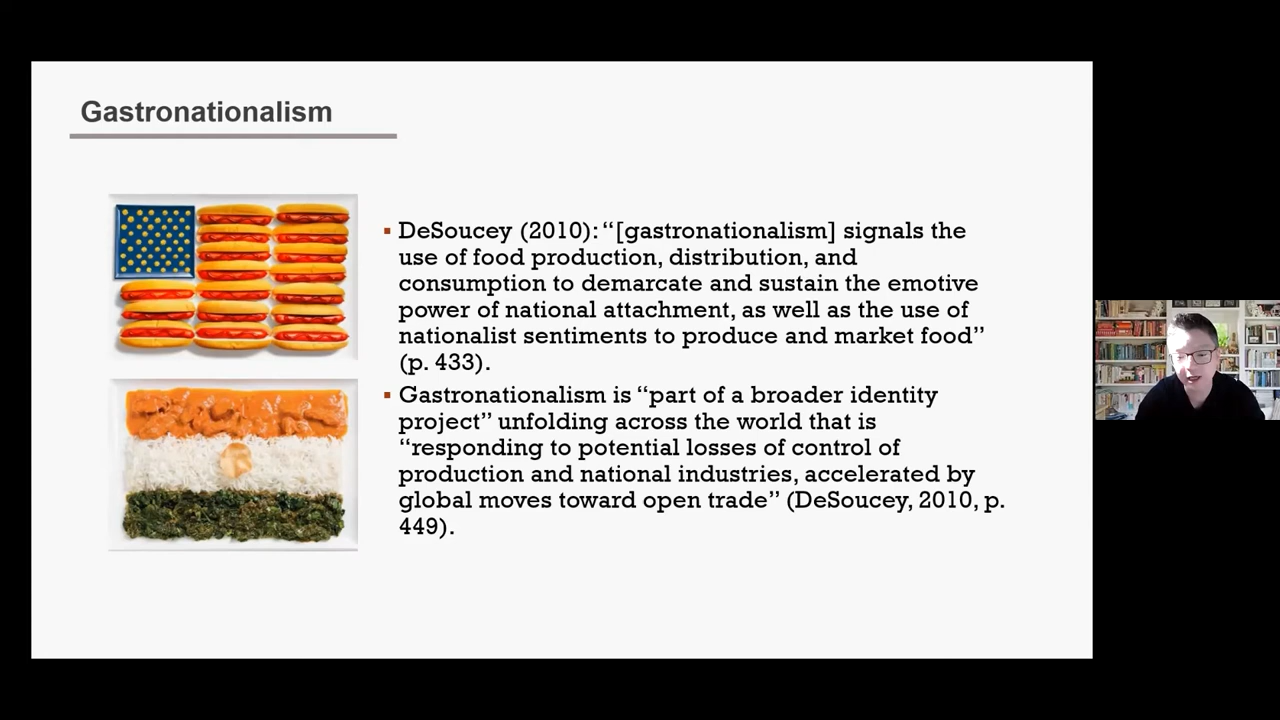 Gastronationalism
▪ DeSoucey (2010): “[gastronationalism] signals the
use of food production, distribution, and
consumption to demarcate and sustain the emotive
power of national attachment, as well as the use of
nationalist sentiments to produce and market food”
(p. 433).
▪ Gastronationalism is “part of a broader identity
project” unfolding across the world that is
“responding to potential losses of control of
production and national industries, accelerated by
global moves toward open trade” (DeSoucey, 2010, p.
449).